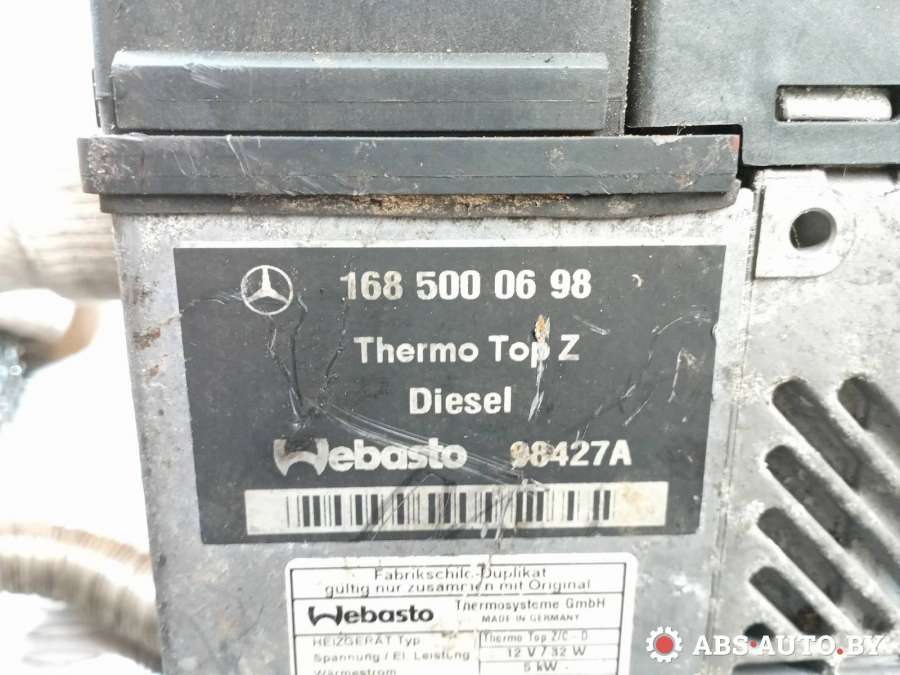 168 500 06 98
Thermo Top Z
Diesel
Webasto 98427A
Fabrikschild-Duplikat
gültig nur zusammen mit Original
Webasto Thermosysteme GmbH
MADE IN GERMANY
HEIZGERÄT Typ Thermo Top Z/C - D
Spannung / El. Leistung 12 V / 32 W
Wärmestrom 5 kW
ABS-AUTO.BY